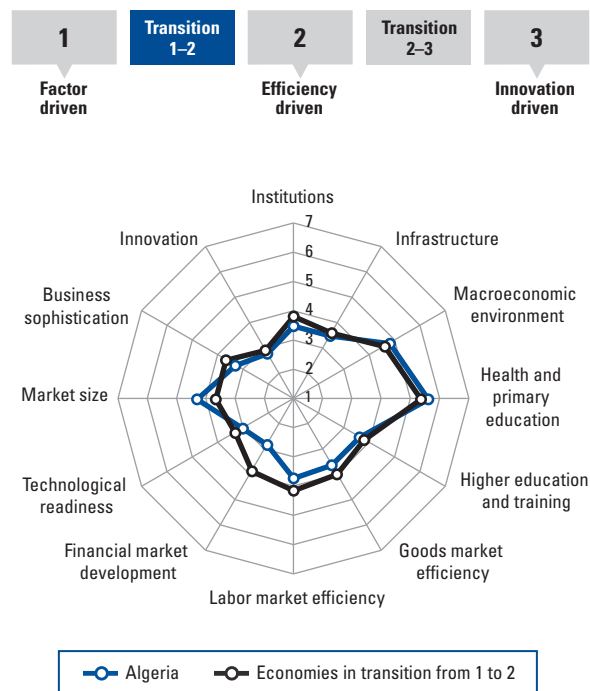 1
Transition
1–2
2
Transition
2–3
3
Factor
driven
Efficiency
driven
Innovation
driven
Institutions
7
6
5
4
3
2
1
Infrastructure
Macroeconomic
environment
Health and
primary
education
Higher education
and training
Goods market
efficiency
Labor market efficiency
Financial market
development
Technological
readiness
Market size
Business
sophistication
Innovation
Algeria
Economies in transition from 1 to 2